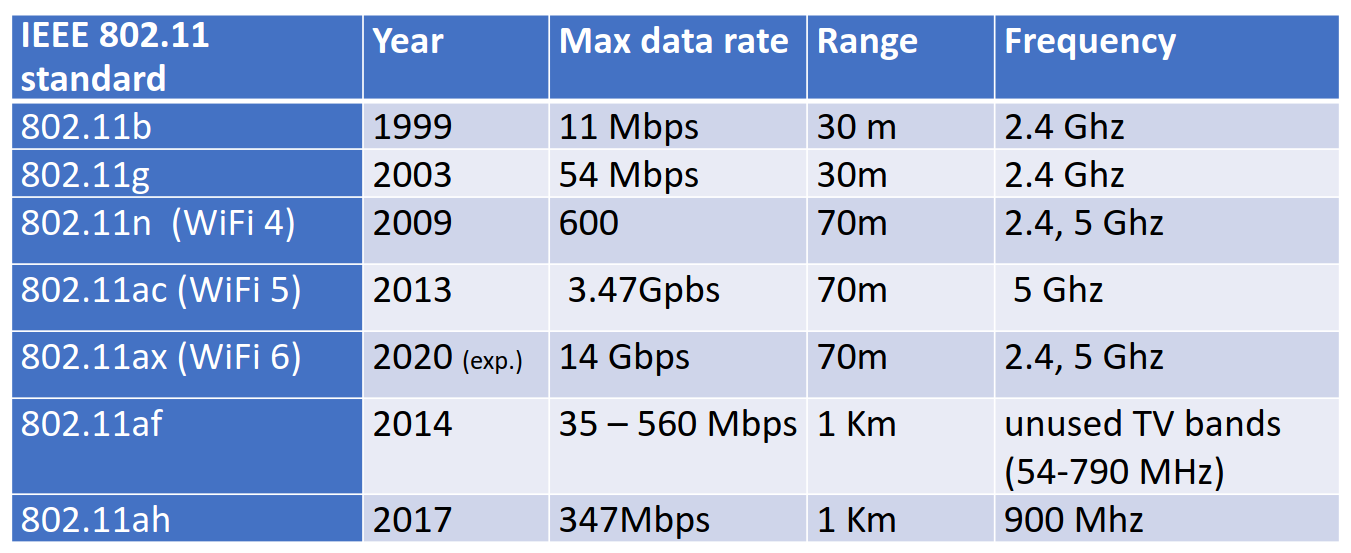 IEEE 802.11 standard Year Max data rate Range Frequency
802.11b 1999 11 Mbps 30 m 2.4 Ghz
802.11g 2003 54 Mbps 30m 2.4 Ghz
802.11n (WiFi 4) 2009 600 70m 2.4, 5 Ghz
802.11ac (WiFi 5) 2013 3.47Gpbs 70m 5 Ghz
802.11ax (WiFi 6) 2020 (exp.) 14 Gbps 70m 2.4, 5 Ghz
802.11af 2014 35 – 560 Mbps 1 Km unused TV bands (54-790 MHz)
802.11ah 2017 347Mbps 1 Km 900 Mhz